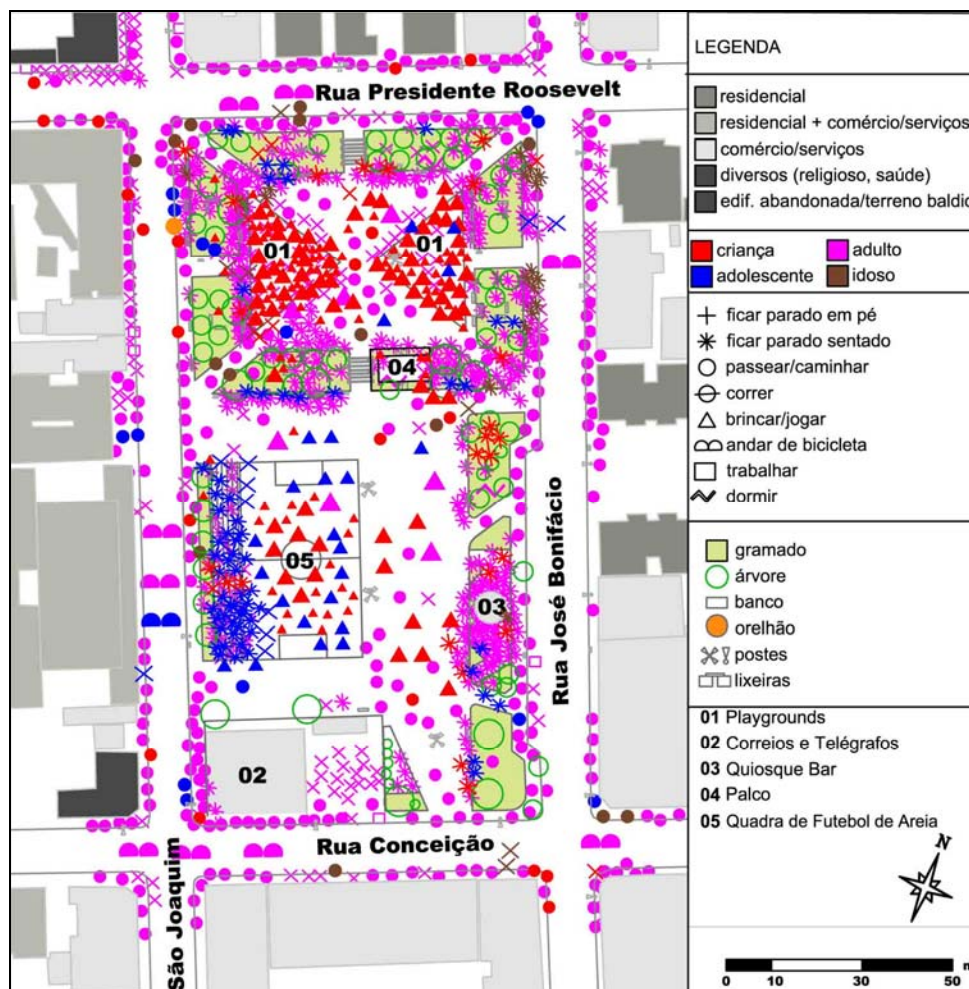 Rua Presidente Roosevelt
01
01
04
05
03
Rua José Bonifácio
02
Rua Conceição
São Joaquim
LEGENDA
residencial
residencial + comércio/serviços
comércio/serviços
diversos (religioso, saúde)
edif. abandonada/terreno baldio
criança
adulto
adolescente
idoso
ficar parado em pé
ficar parado sentado
passear/caminhar
correr
brincar/jogar
andar de bicicleta
trabalhar
dormir
gramado
árvore
banco
orelhão
postes
lixeiras
01 Playgrounds
02 Correios e Telégrafos
03 Quiosque Bar
04 Palco
05 Quadra de Futebol de Areia
N
0 10 30 50 m